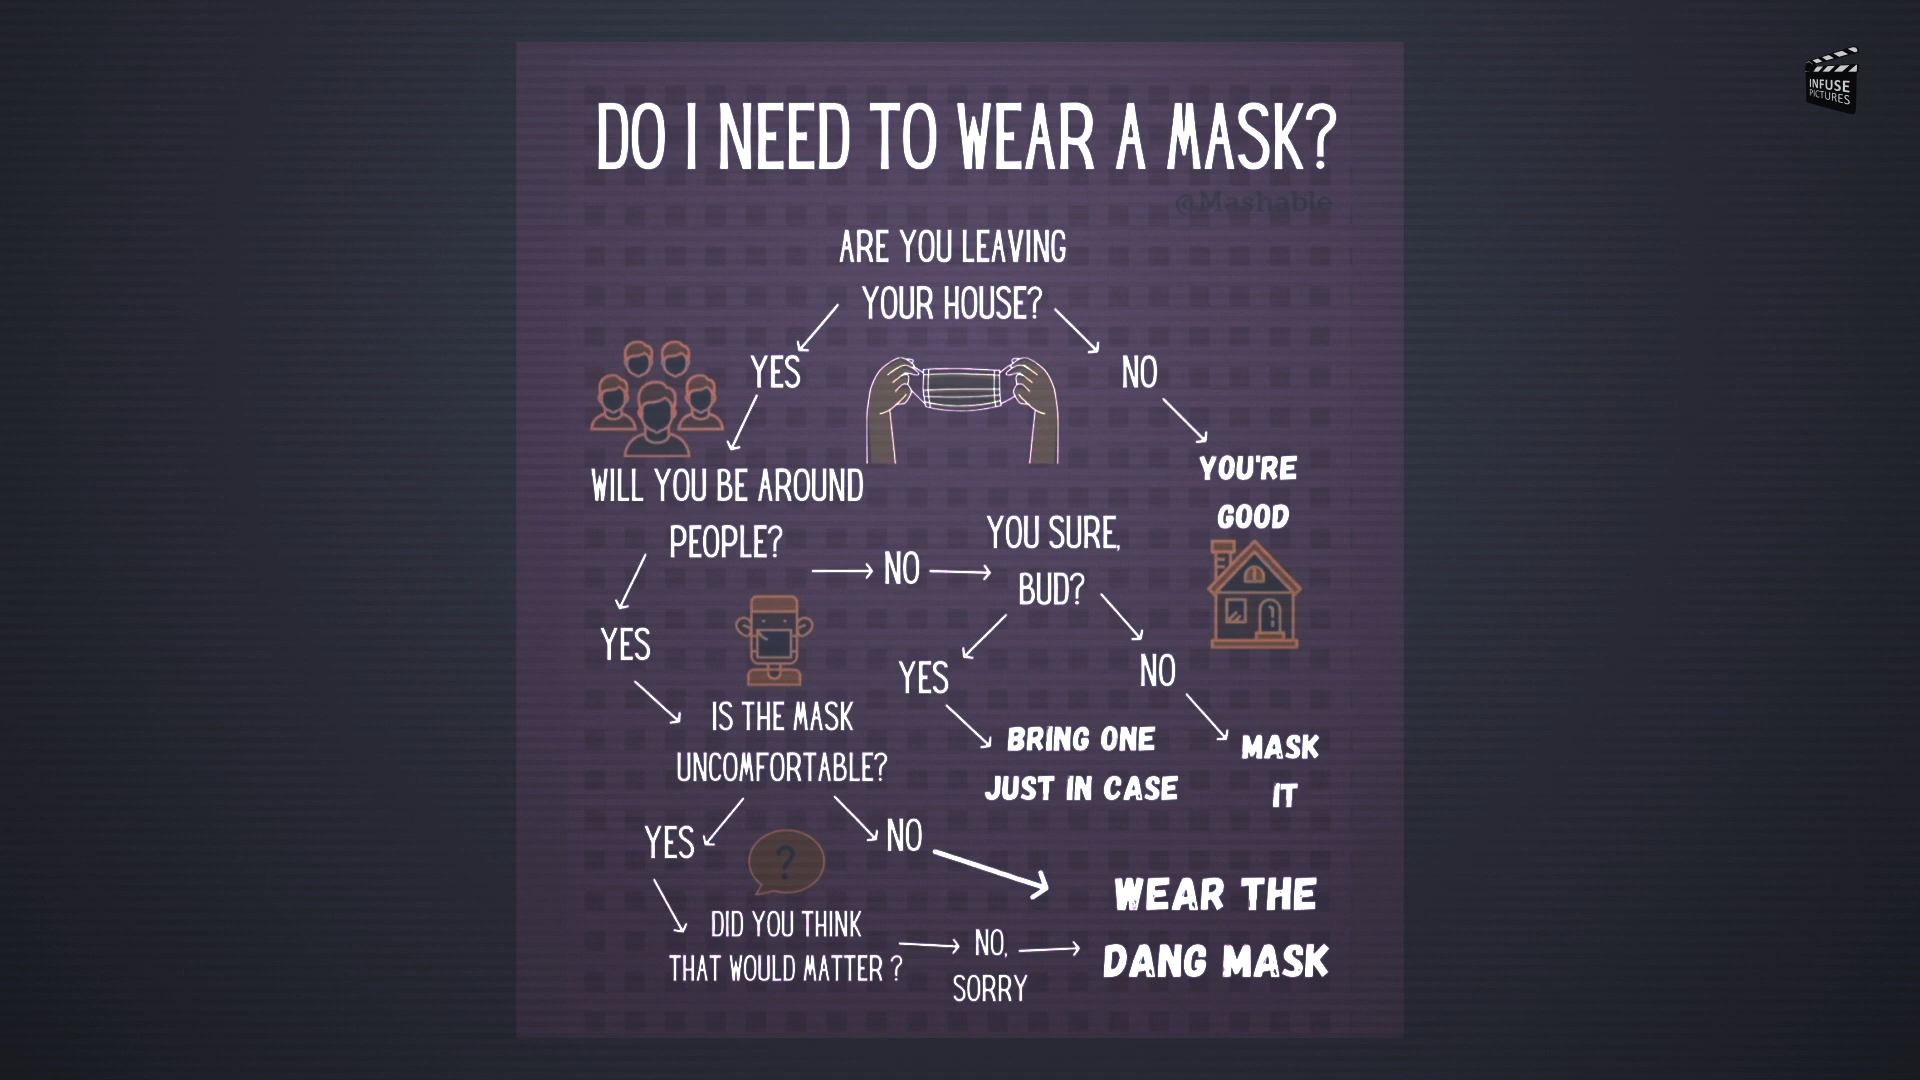 INFUSE
PICTURES
DO I NEED TO WEAR A MASK?
@Mashable
ARE YOU LEAVING
YOUR HOUSE?
YES
NO
YOU'RE
GOOD
WILL YOU BE AROUND
PEOPLE?
NO
YOU SURE,
BUD?
YES
YES
NO
IS THE MASK
UNCOMFORTABLE?
BRING ONE
JUST IN CASE
MASK
IT
YES
?
NO
WEAR THE
DANG MASK
DID YOU THINK
THAT WOULD MATTER ?
NO,
SORRY